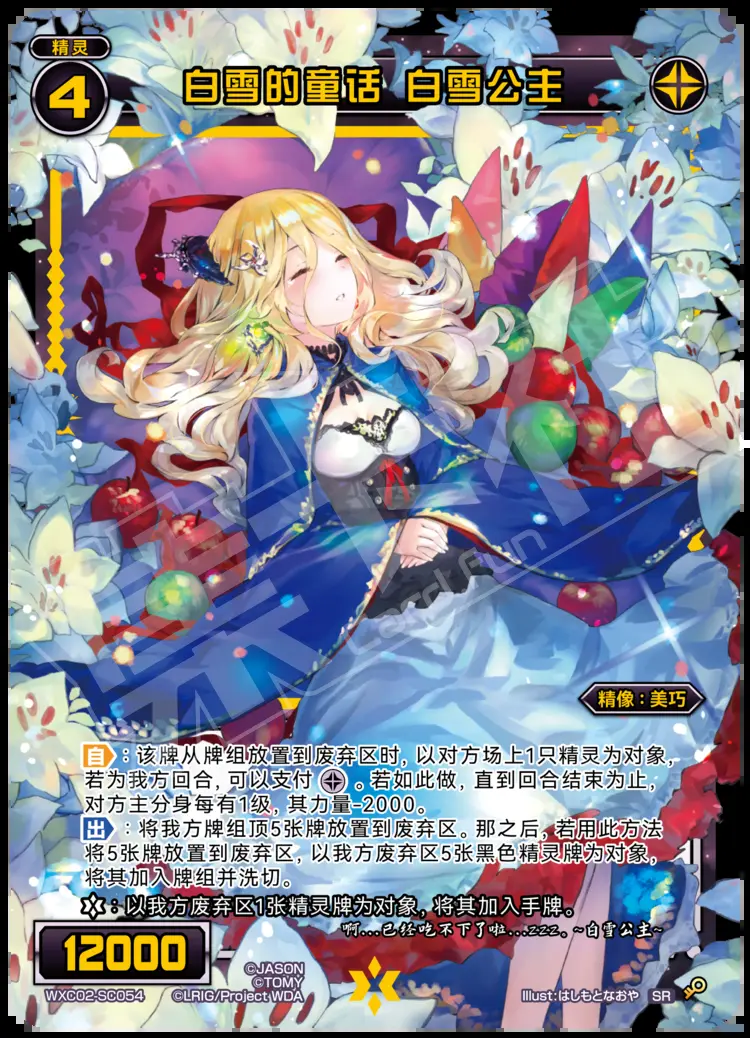 精灵
4
白雪的童话 白雪公主
Land Fun
精像:美巧
自:该牌从牌组放置到废弃区时, 以对方场上1只精灵为对象,
若为我方回合, 可以支付 。若如此做, 直到回合结束为止,
对方主分身每有1级, 其力量-2000。
出:将我方牌组顶5张牌放置到废弃区。那之后, 若用此方法
将5张牌放置到废弃区, 以我方废弃区5张黑色精灵牌为对象,
将其加入牌组并洗切。
:以我方废弃区1张精灵牌为对象, 将其加入手牌。
啊...已经吃不下了啦...zzz。~白雪公主~
12000
©JASON
©TOMY
WXC02-SC054 ©LRIG/Project WDA
Illust:はしもとなおや SR